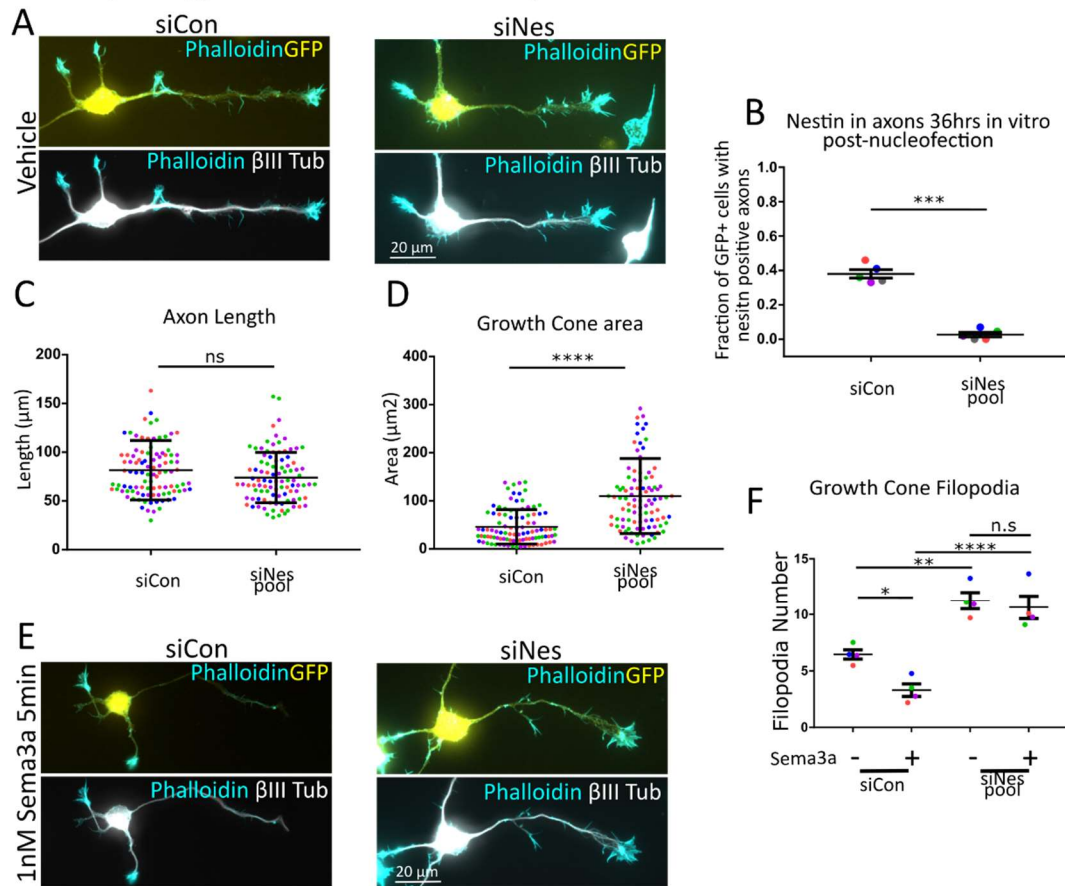 A
siCon
siNes
Vehicle
PhalloidinGFP
PhalloidinGFP
Phalloidin βIII Tub
Phalloidin βIII Tub
20 µm
B
Nestin in axons 36hrs in vitro
post-nucleofection
Fraction of GFP+ cells with
nesitn positive axons
1.0
0.8
0.6
0.4
0.2
0.0
***
siCon
siNes
pool
C
Axon Length
Length (µm)
200
150
100
50
0
ns
siCon
siNes
pool
D
Growth Cone area
Area (µm2)
400
300
200
100
0
****
siCon
siNes
pool
E
siCon
siNes
1nM Sema3a 5min
PhalloidinGFP
PhalloidinGFP
Phalloidin βIII Tub
Phalloidin βIII Tub
20 µm
F
Growth Cone Filopodia
Filopodia Number
15
10
5
0
n.s
****
**
*
Sema3a - + - +
siCon
siNes
pool